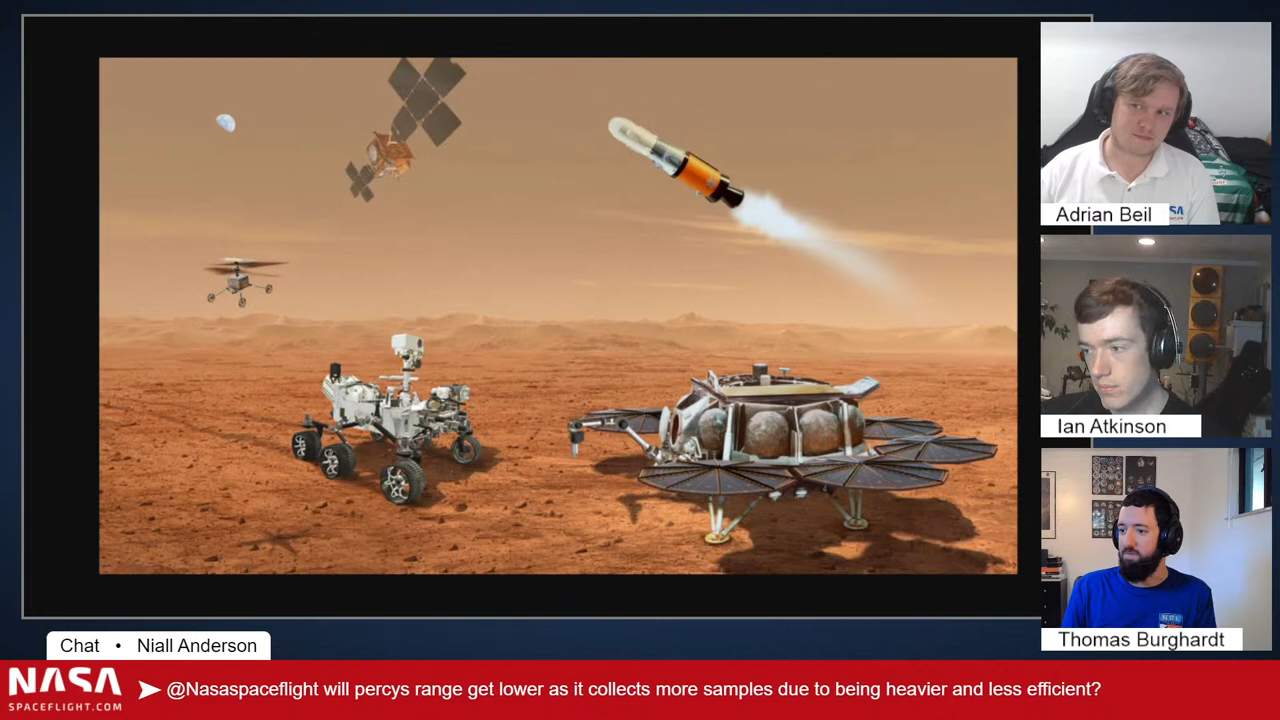 Adrian Beil
Ian Atkinson
Thomas Burghardt
Chat • Niall Anderson
NASA
SPACEFLIGHT.COM
@Nasaspaceflight will percys range get lower as it collects more samples due to being heavier and less efficient?